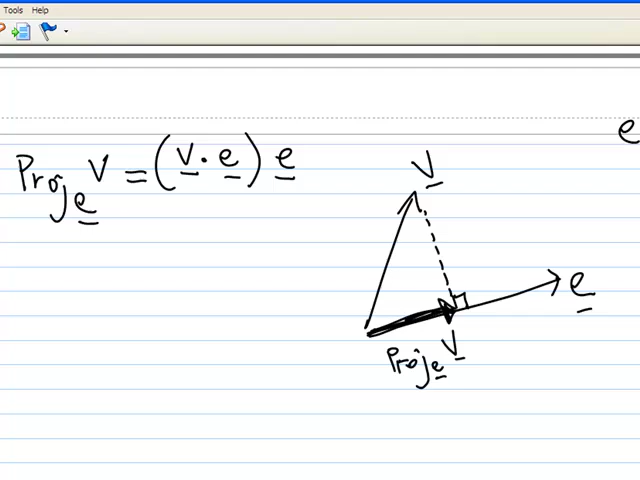 Tools Help
e
Proj_e V = (V · e) e
V
e
Proj_e V